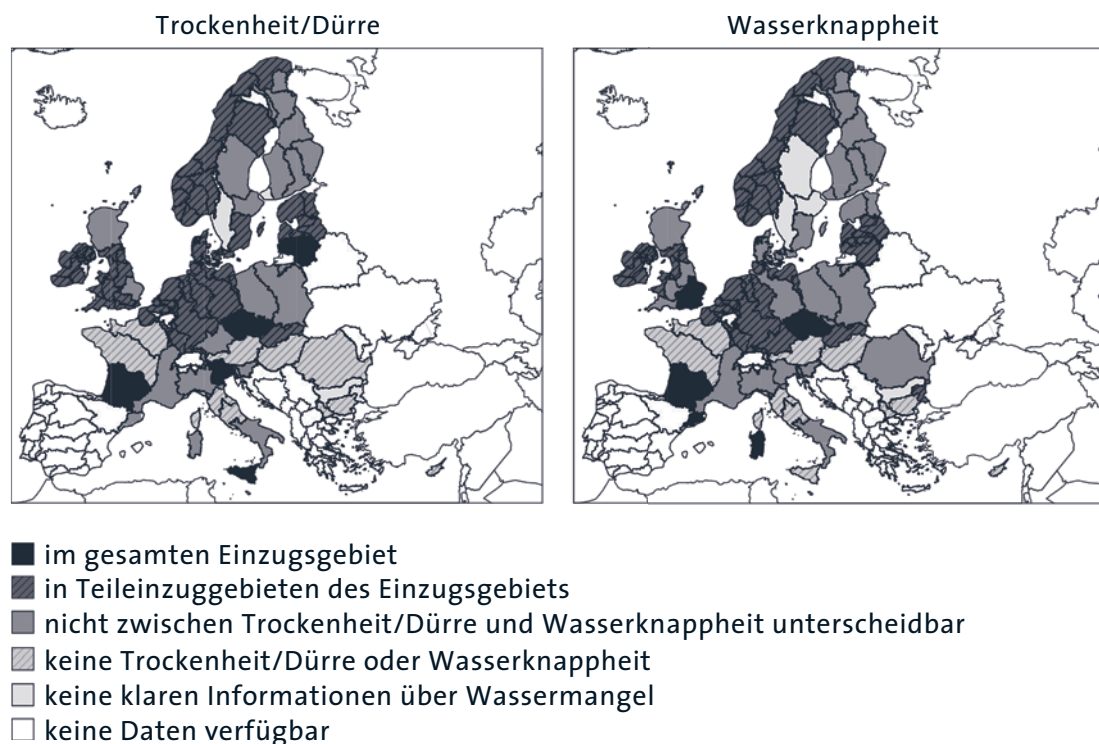 Trockenheit/Dürre
Wasserknappheit
im gesamten Einzugsgebiet
in Teileinzuggebieten des Einzugsgebiets
nicht zwischen Trockenheit/Dürre und Wasserknappheit unterscheidbar
keine Trockenheit/Dürre oder Wasserknappheit
keine klaren Informationen über Wassermangel
keine Daten verfügbar